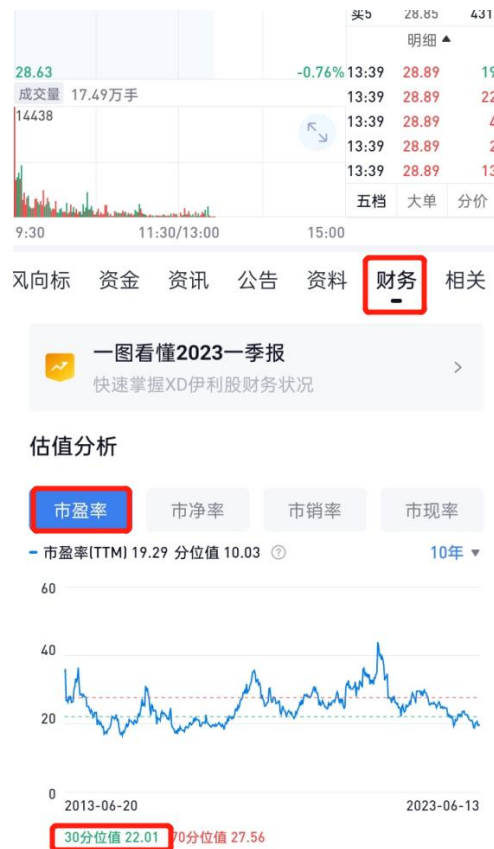 卖5 28.85 431
明细 ▲
28.63 -0.76% 13:39 28.89 19
成交量 17.49万手 13:39 28.89 22
14438 13:39 28.89 4
13:39 28.89 2
13:39 28.89 13
五档 大单 分价
9:30 11:30/13:00 15:00
风向标 资金 资讯 公告 资料 财务 相关
一图看懂2023一季报
快速掌握XD伊利股财务状况
估值分析
市盈率 市净率 市销率 市现率
市盈率(TTM) 19.29 分位值 10.03 ? 10年 ▼
60
40
20
0
2013-06-20 2023-06-13
30分位值 22.01 70分位值 27.56